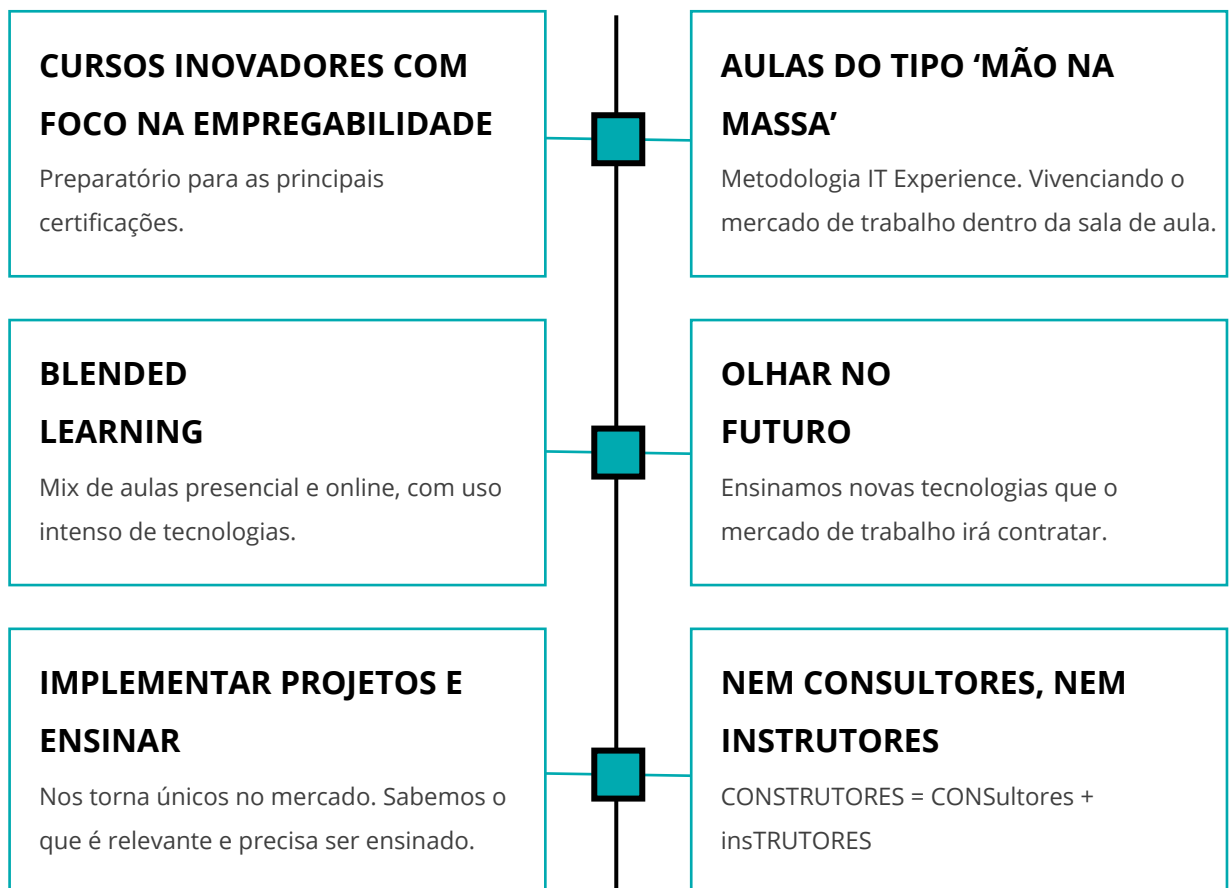 CURSOS INOVADORES COM
FOCO NA EMPREGABILIDADE
Preparatório para as principais
certificações.
AULAS DO TIPO ‘MÃO NA
MASSA’
Metodologia IT Experience. Vivenciando o
mercado de trabalho dentro da sala de aula.
BLENDED
LEARNING
Mix de aulas presencial e online, com uso
intenso de tecnologias.
OLHAR NO
FUTURO
Ensinamos novas tecnologias que o
mercado de trabalho irá contratar.
IMPLEMENTAR PROJETOS E
ENSINAR
Nos torna únicos no mercado. Sabemos o
que é relevante e precisa ser ensinado.
NEM CONSULTORES, NEM
INSTRUTORES
CONSTRUTORES = CONSultores +
insTRUTORES